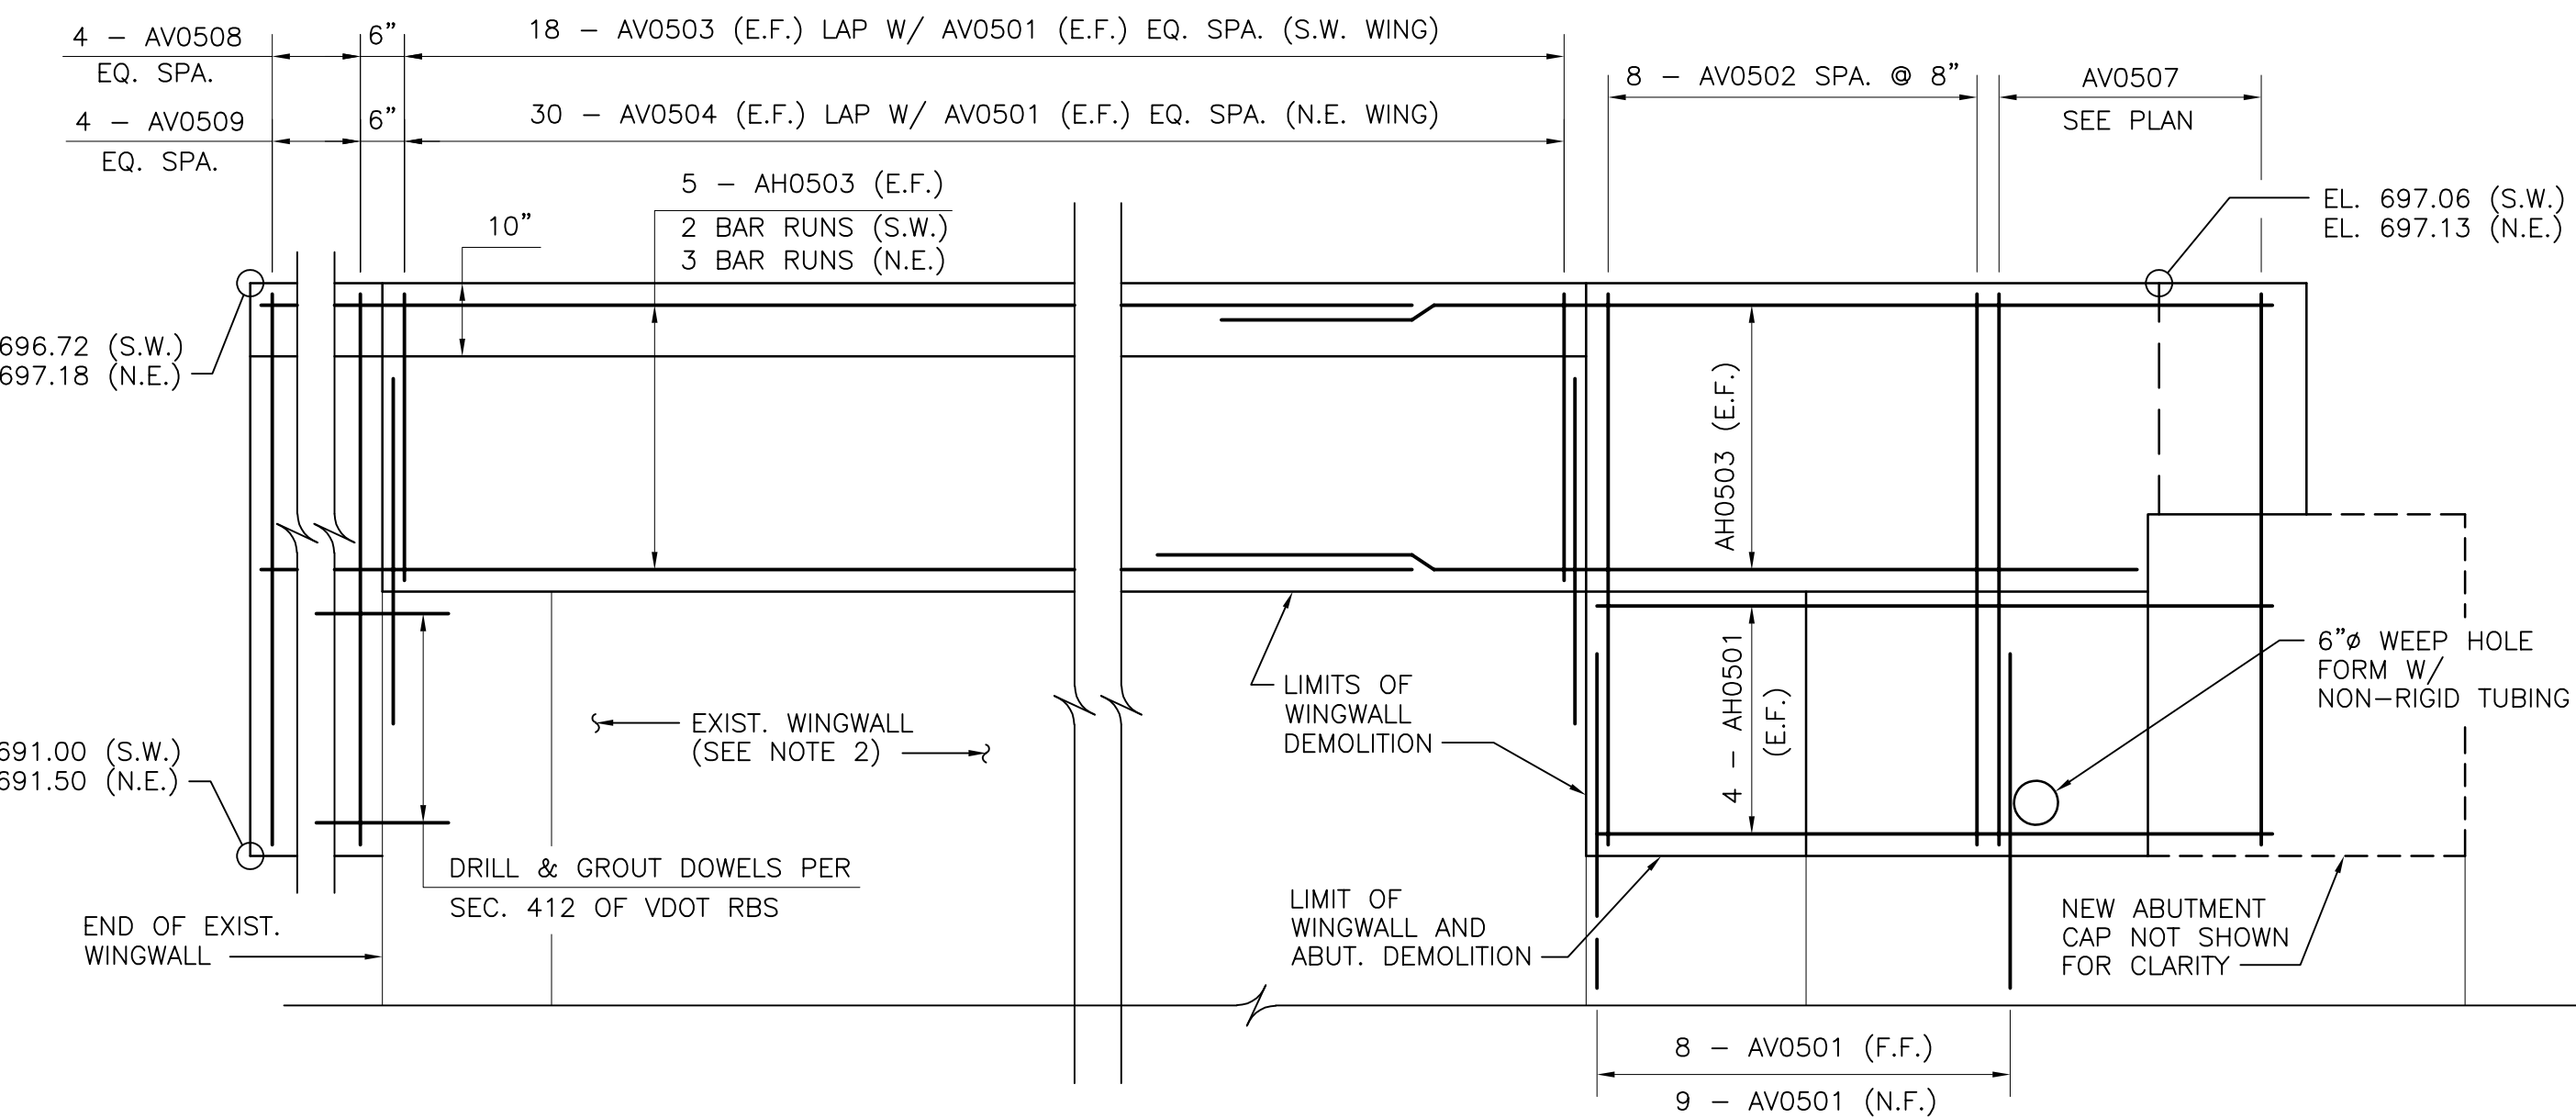 4 – AV0508
EQ. SPA.
6”
18 – AV0503 (E.F.) LAP W/ AV0501 (E.F.) EQ. SPA. (S.W. WING)
4 – AV0509
EQ. SPA.
6”
30 – AV0504 (E.F.) LAP W/ AV0501 (E.F.) EQ. SPA. (N.E. WING)
8 – AV0502 SPA. @ 8”
AV0507
SEE PLAN
5 – AH0503 (E.F.)
2 BAR RUNS (S.W.)
3 BAR RUNS (N.E.)
10”
EL. 697.06 (S.W.)
EL. 697.13 (N.E.)
696.72 (S.W.)
697.18 (N.E.)
AH0503 (E.F.)
4 – AH0501
(E.F.)
6”ø WEEP HOLE
FORM W/
NON–RIGID TUBING
LIMITS OF
WINGWALL
DEMOLITION
EXIST. WINGWALL
(SEE NOTE 2)
691.00 (S.W.)
691.50 (N.E.)
DRILL & GROUT DOWELS PER
SEC. 412 OF VDOT RBS
END OF EXIST.
WINGWALL
LIMIT OF
WINGWALL AND
ABUT. DEMOLITION
NEW ABUTMENT
CAP NOT SHOWN
FOR CLARITY
8 – AV0501 (F.F.)
9 – AV0501 (N.F.)